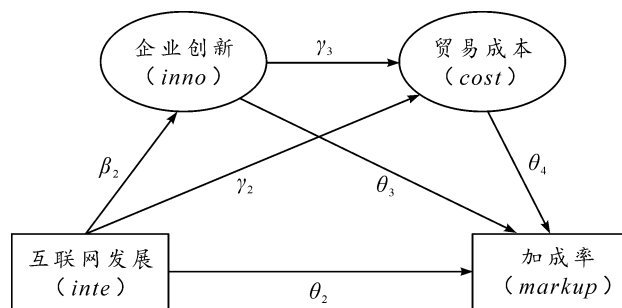 企业创新
(inno)
γ₃
贸易成本
(cost)
β₂
γ₂
θ₃
θ₄
互联网发展
(inte)
θ₂
加成率
(markup)